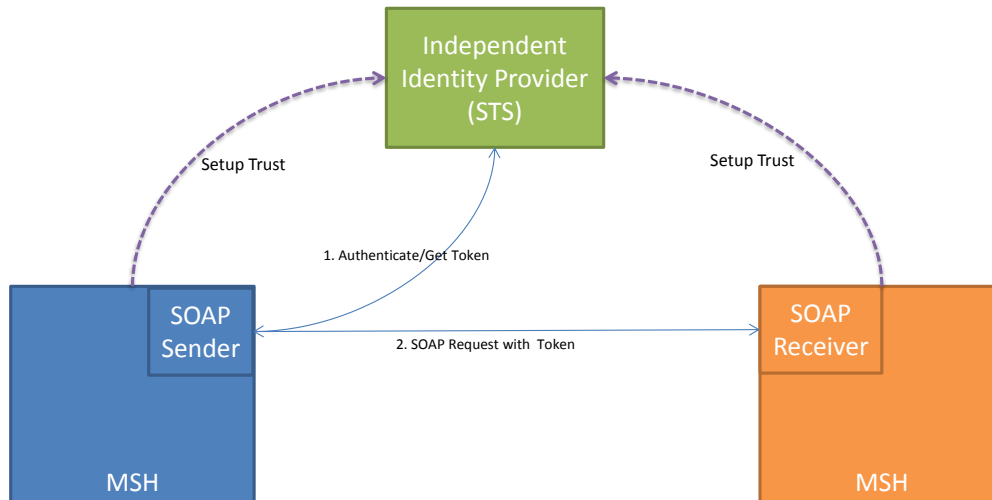 Independent
Identity Provider
(STS)
Setup Trust
Setup Trust
1. Authenticate/Get Token
SOAP
Sender
2. SOAP Request with Token
SOAP
Receiver
MSH
MSH